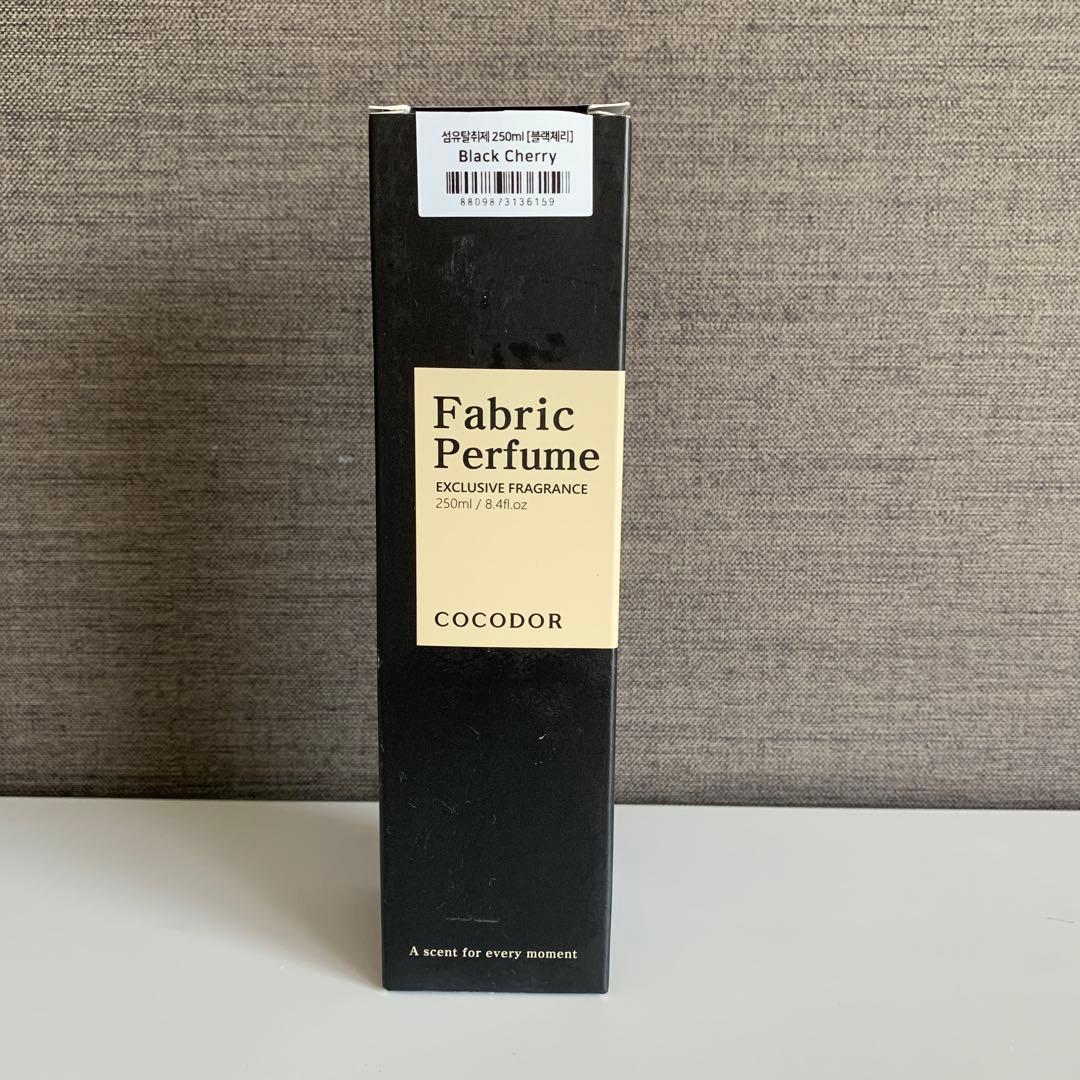 섬유탈취제 250ml [블랙체리]
Black Cherry
8809873136159
Fabric
Perfume
EXCLUSIVE FRAGRANCE
250ml / 8.4fl.oz
COCODOR
A scent for every moment